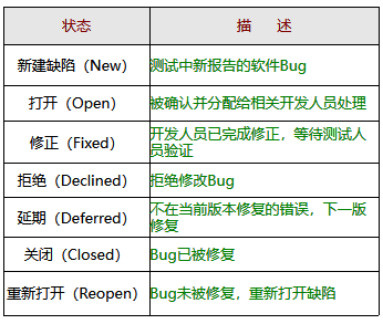 状态 描 述
新建缺陷（New） 测试中新报告的软件Bug
打开（Open） 被确认并分配给相关开发人员处理
修正（Fixed） 开发人员已完成修正，等待测试人
员验证
拒绝（Declined） 拒绝修改Bug
延期（Deferred） 不在当前版本修复的错误，下一版
修复
关闭（Closed） Bug已被修复
重新打开（Reopen） Bug未被修复，重新打开缺陷